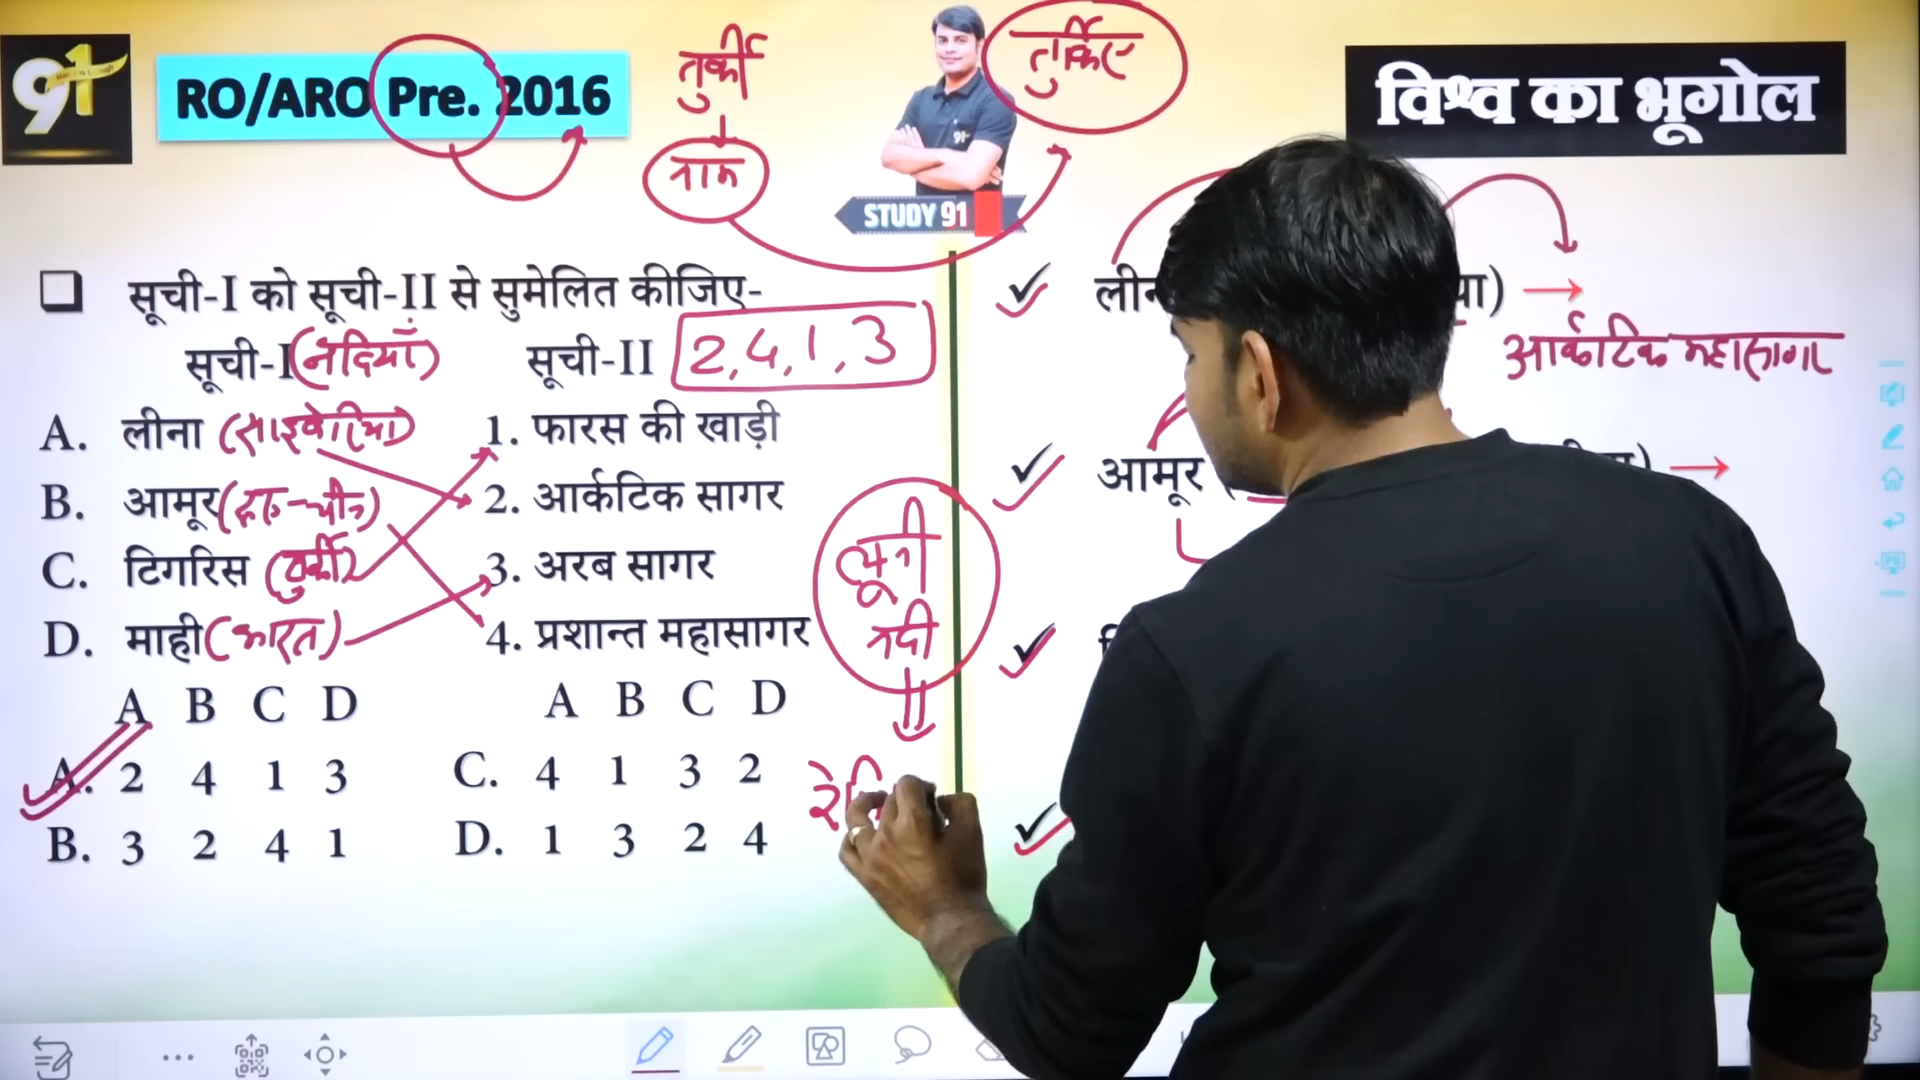 91
RO/ARO Pre. 2016
तुर्की
नाम
तुर्किए
91
STUDY 91
विश्व का भूगोल
सूची-I को सूची-II से सुमेलित कीजिए-
सूची-I (नदियाँ) सूची-II 2,4,1,3
A. लीना (साइबेरिया) 1. फारस की खाड़ी
B. आमूर (रूस-चीन) 2. आर्कटिक सागर
C. टिगरिस (तुर्की) 3. अरब सागर
D. माही (भारत) 4. प्रशान्त महासागर
A B C D A B C D
A. 2 4 1 3 C. 4 1 3 2
B. 3 2 4 1 D. 1 3 2 4
नदी
आर्कटिक महासागर
आमूर